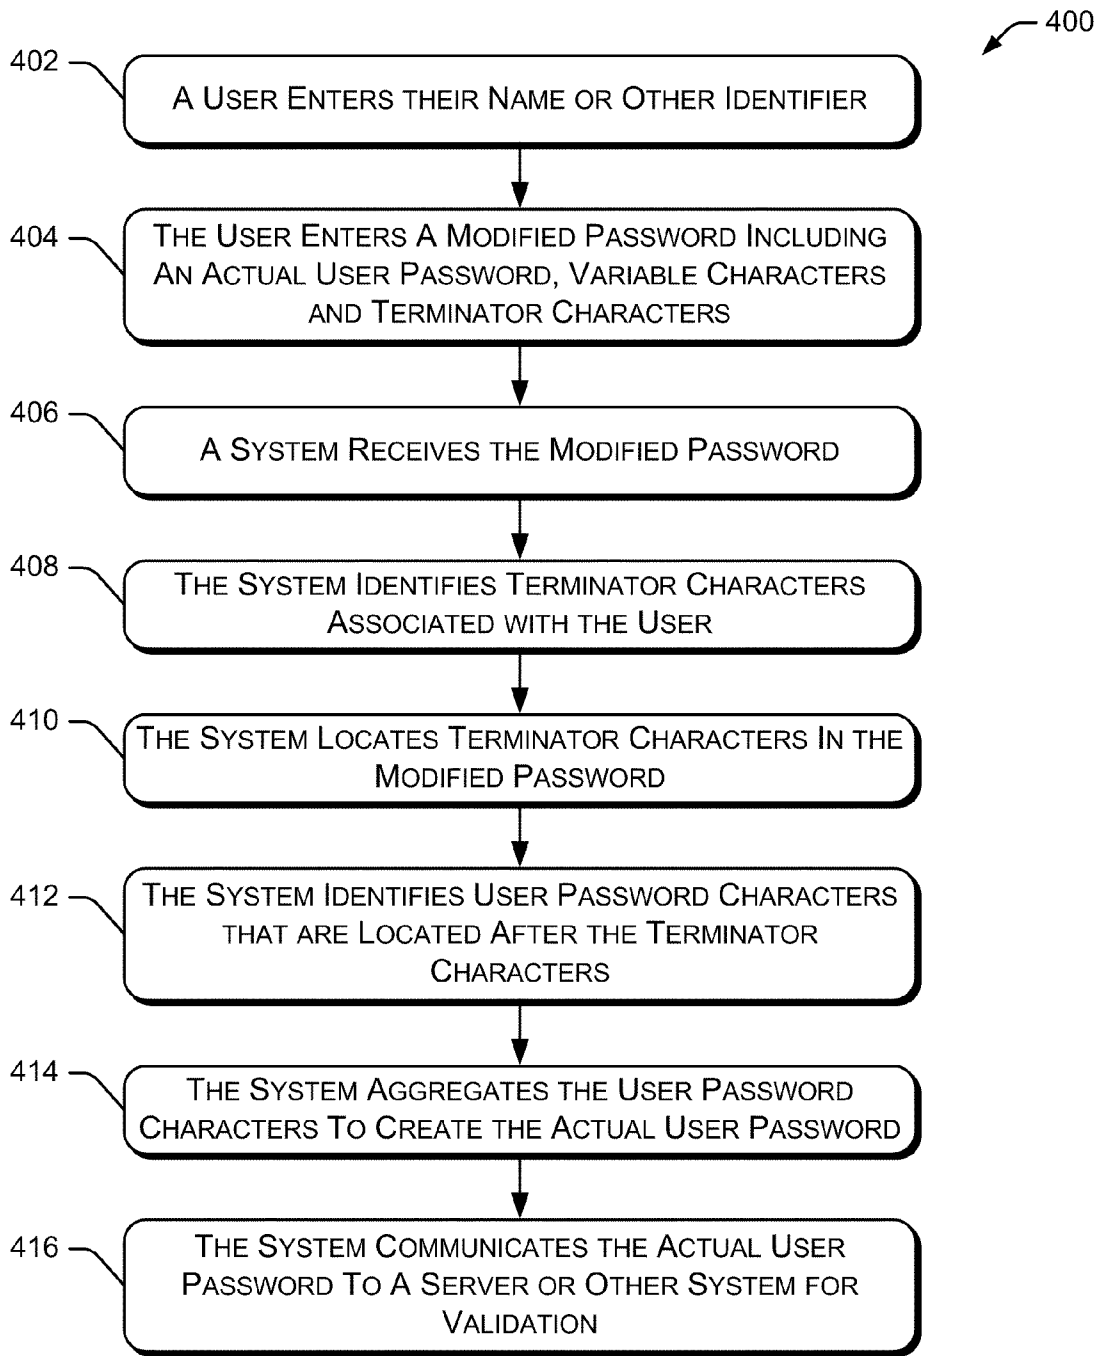 400
402
A USER ENTERS THEIR NAME OR OTHER IDENTIFIER
404
THE USER ENTERS A MODIFIED PASSWORD INCLUDING
AN ACTUAL USER PASSWORD, VARIABLE CHARACTERS
AND TERMINATOR CHARACTERS
406
A SYSTEM RECEIVES THE MODIFIED PASSWORD
408
THE SYSTEM IDENTIFIES TERMINATOR CHARACTERS
ASSOCIATED WITH THE USER
410
THE SYSTEM LOCATES TERMINATOR CHARACTERS IN THE
MODIFIED PASSWORD
412
THE SYSTEM IDENTIFIES USER PASSWORD CHARACTERS
THAT ARE LOCATED AFTER THE TERMINATOR
CHARACTERS
414
THE SYSTEM AGGREGATES THE USER PASSWORD
CHARACTERS TO CREATE THE ACTUAL USER PASSWORD
416
THE SYSTEM COMMUNICATES THE ACTUAL USER
PASSWORD TO A SERVER OR OTHER SYSTEM FOR
VALIDATION